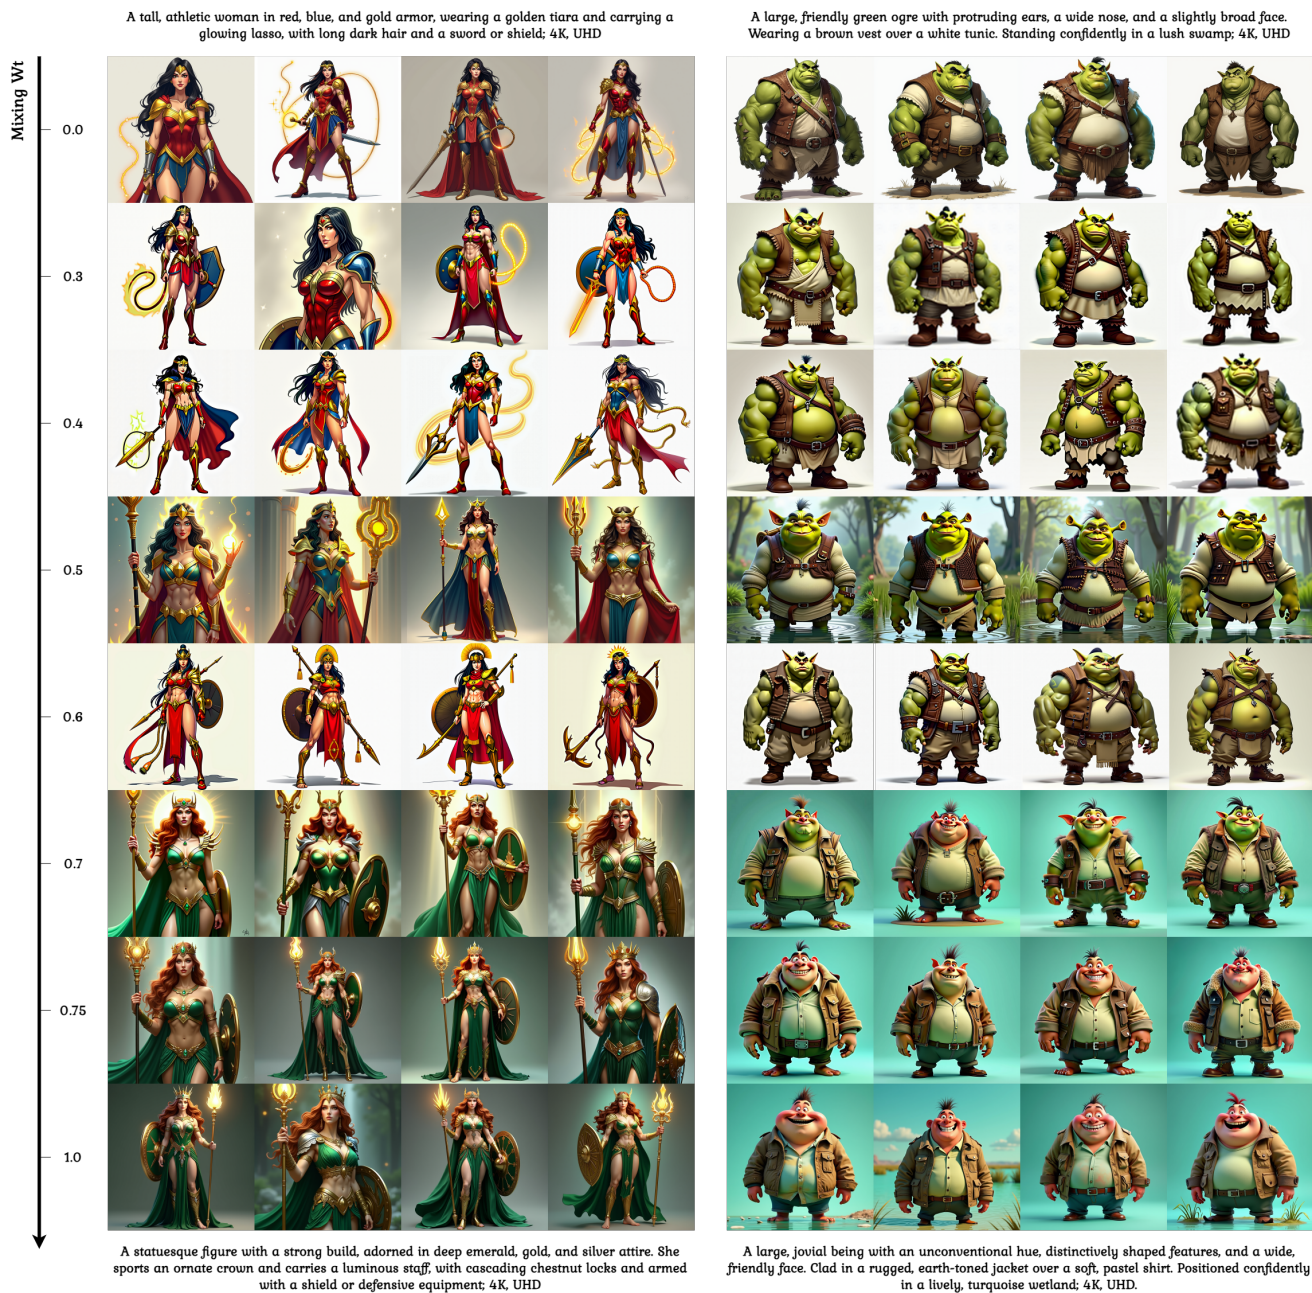 A tall, athletic woman in red, blue, and gold armor, wearing a golden tiara and carrying a
glowing lasso, with long dark hair and a sword or shield; 4K, UHD
A large, friendly green ogre with protruding ears, a wide nose, and a slightly broad face.
Wearing a brown vest over a white tunic. Standing confidently in a lush swamp; 4K, UHD
Mixing Wt
0.0
0.3
0.4
0.5
0.6
0.7
0.75
1.0
A statuesque figure with a strong build, adorned in deep emerald, gold, and silver attire. She
sports an ornate crown and carries a luminous staff, with cascading chestnut locks and armed
with a shield or defensive equipment; 4K, UHD
A large, jovial being with an unconventional hue, distinctively shaped features, and a wide,
friendly face. Clad in a rugged, earth-toned jacket over a soft, pastel shirt. Positioned confidently
in a lively, turquoise wetland; 4K, UHD.